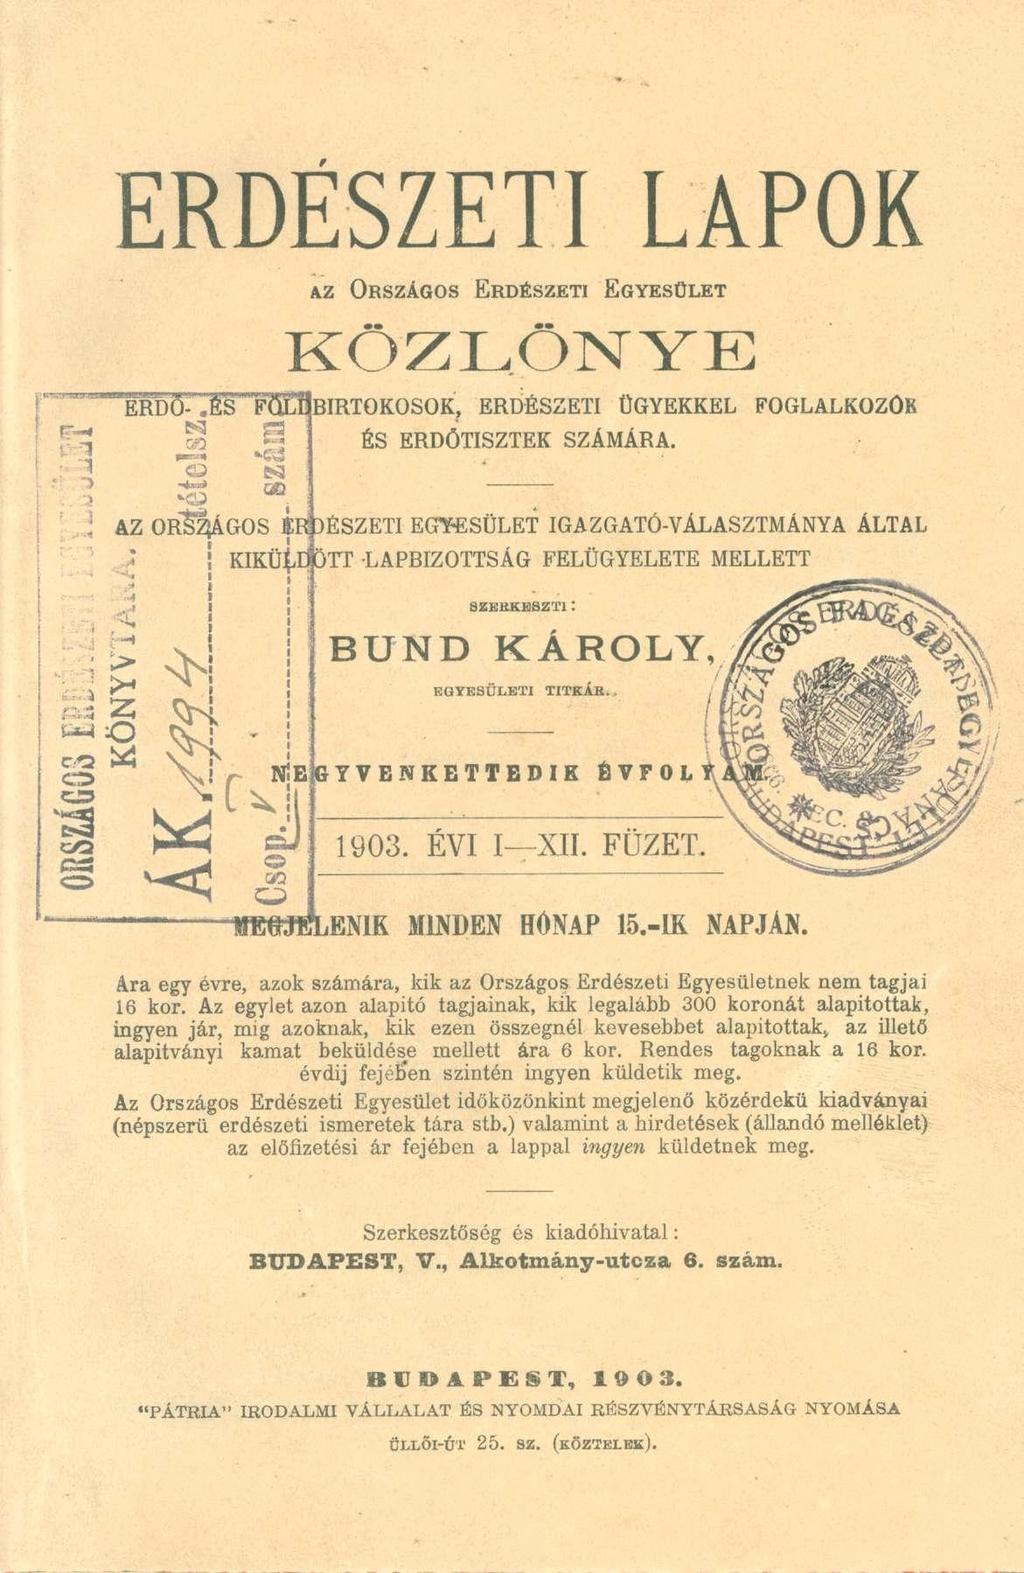 ERDÉSZETI LAPOK
AZ ORSZÁGOS ERDÉSZETI EGYESÜLET
KÖZLÖNYE
ERDŐ- ÉS FÖLDBIRTOKOSOK, ERDÉSZETI ÜGYEKKEL FOGLALKOZÓK
ÉS ERDŐTISZTEK SZÁMÁRA.
AZ ORSZÁGOS ERDÉSZETI EGYESÜLET IGAZGATÓ-VÁLASZTMÁNYA ÁLTAL
KIKÜLDÖTT LAPBIZOTTSÁG FELÜGYELETE MELLETT
SZERKESZTI:
BUND KÁROLY,
EGYESÜLETI TITKÁR.
NEGYVENKETTEDIK ÉVFOLYAM.
1903. ÉVI I—XII. FÜZET.
MEGJELENIK MINDEN HÓNAP 15.-IK NAPJÁN.
Ára egy évre, azok számára, kik az Országos Erdészeti Egyesületnek nem tagjai
16 kor. Az egylet azon alapitó tagjainak, kik legalább 300 koronát alapitottak,
ingyen jár, mig azoknak, kik ezen összegnél kevesebbet alapitottak, az illető
alapitványi kamat beküldése mellett ára 6 kor. Rendes tagoknak a 16 kor.
évdij fejében szintén ingyen küldetik meg.
Az Országos Erdészeti Egyesület időközönkint megjelenő közérdekü kiadványai
(népszerü erdészeti ismeretek tára stb.) valamint a hirdetések (állandó melléklet)
az előfizetési ár fejében a lappal ingyen küldetnek meg.
Szerkesztőség és kiadóhivatal:
BUDAPEST, V., Alkotmány-utcza 6. szám.
BUDAPEST, 1903.
“PÁTRIA” IRODALMI VÁLLALAT ÉS NYOMDAI RÉSZVÉNYTÁRSASÁG NYOMÁSA
ÜLLŐI-ÚT 25. SZ. (KÖZTELEK).
ORSZÁGOS ERDÉSZETI EGYESÜLET
KÖNYVTÁRA.
ÁK. 1994 tételsz.
Csop. V szám